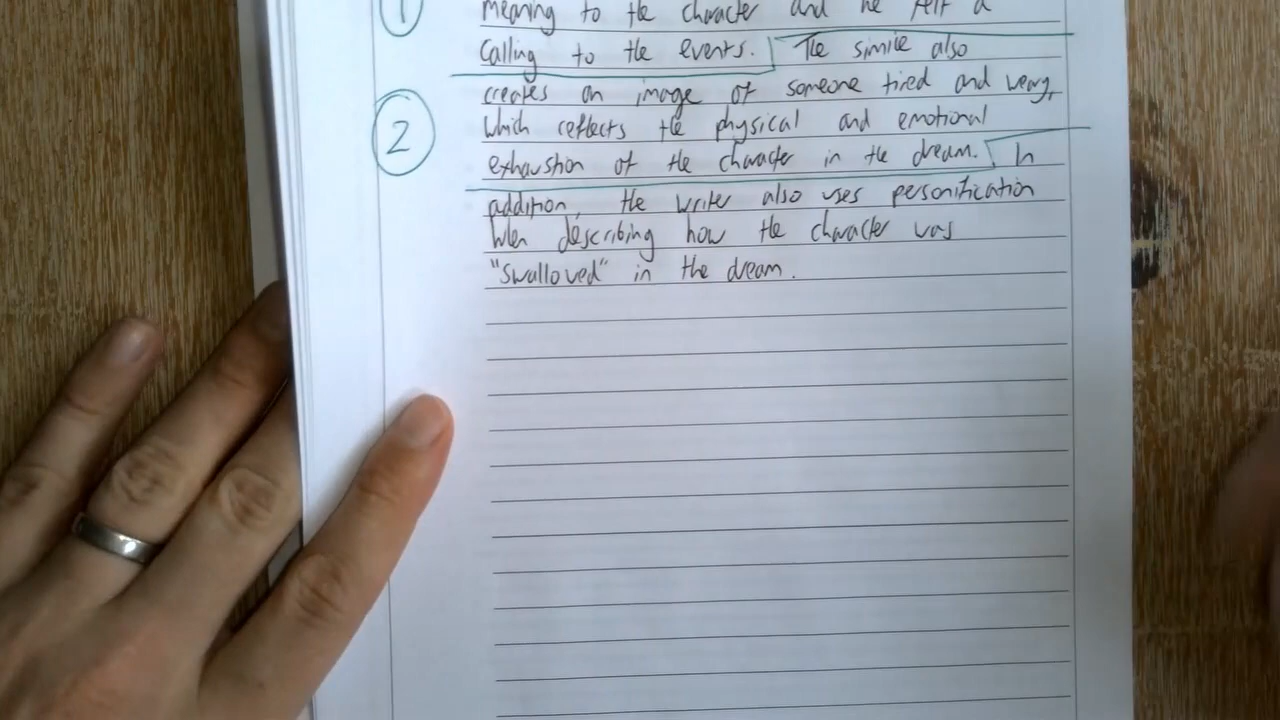 1
meaning to the character and he felt a
calling to the events. The simile also
creates an image of someone tired and weary,
2
which reflects the physical and emotional
exhaustion of the character in the dream. In
addition, the writer also uses personification
when describing how the character was
"swallowed" in the dream.